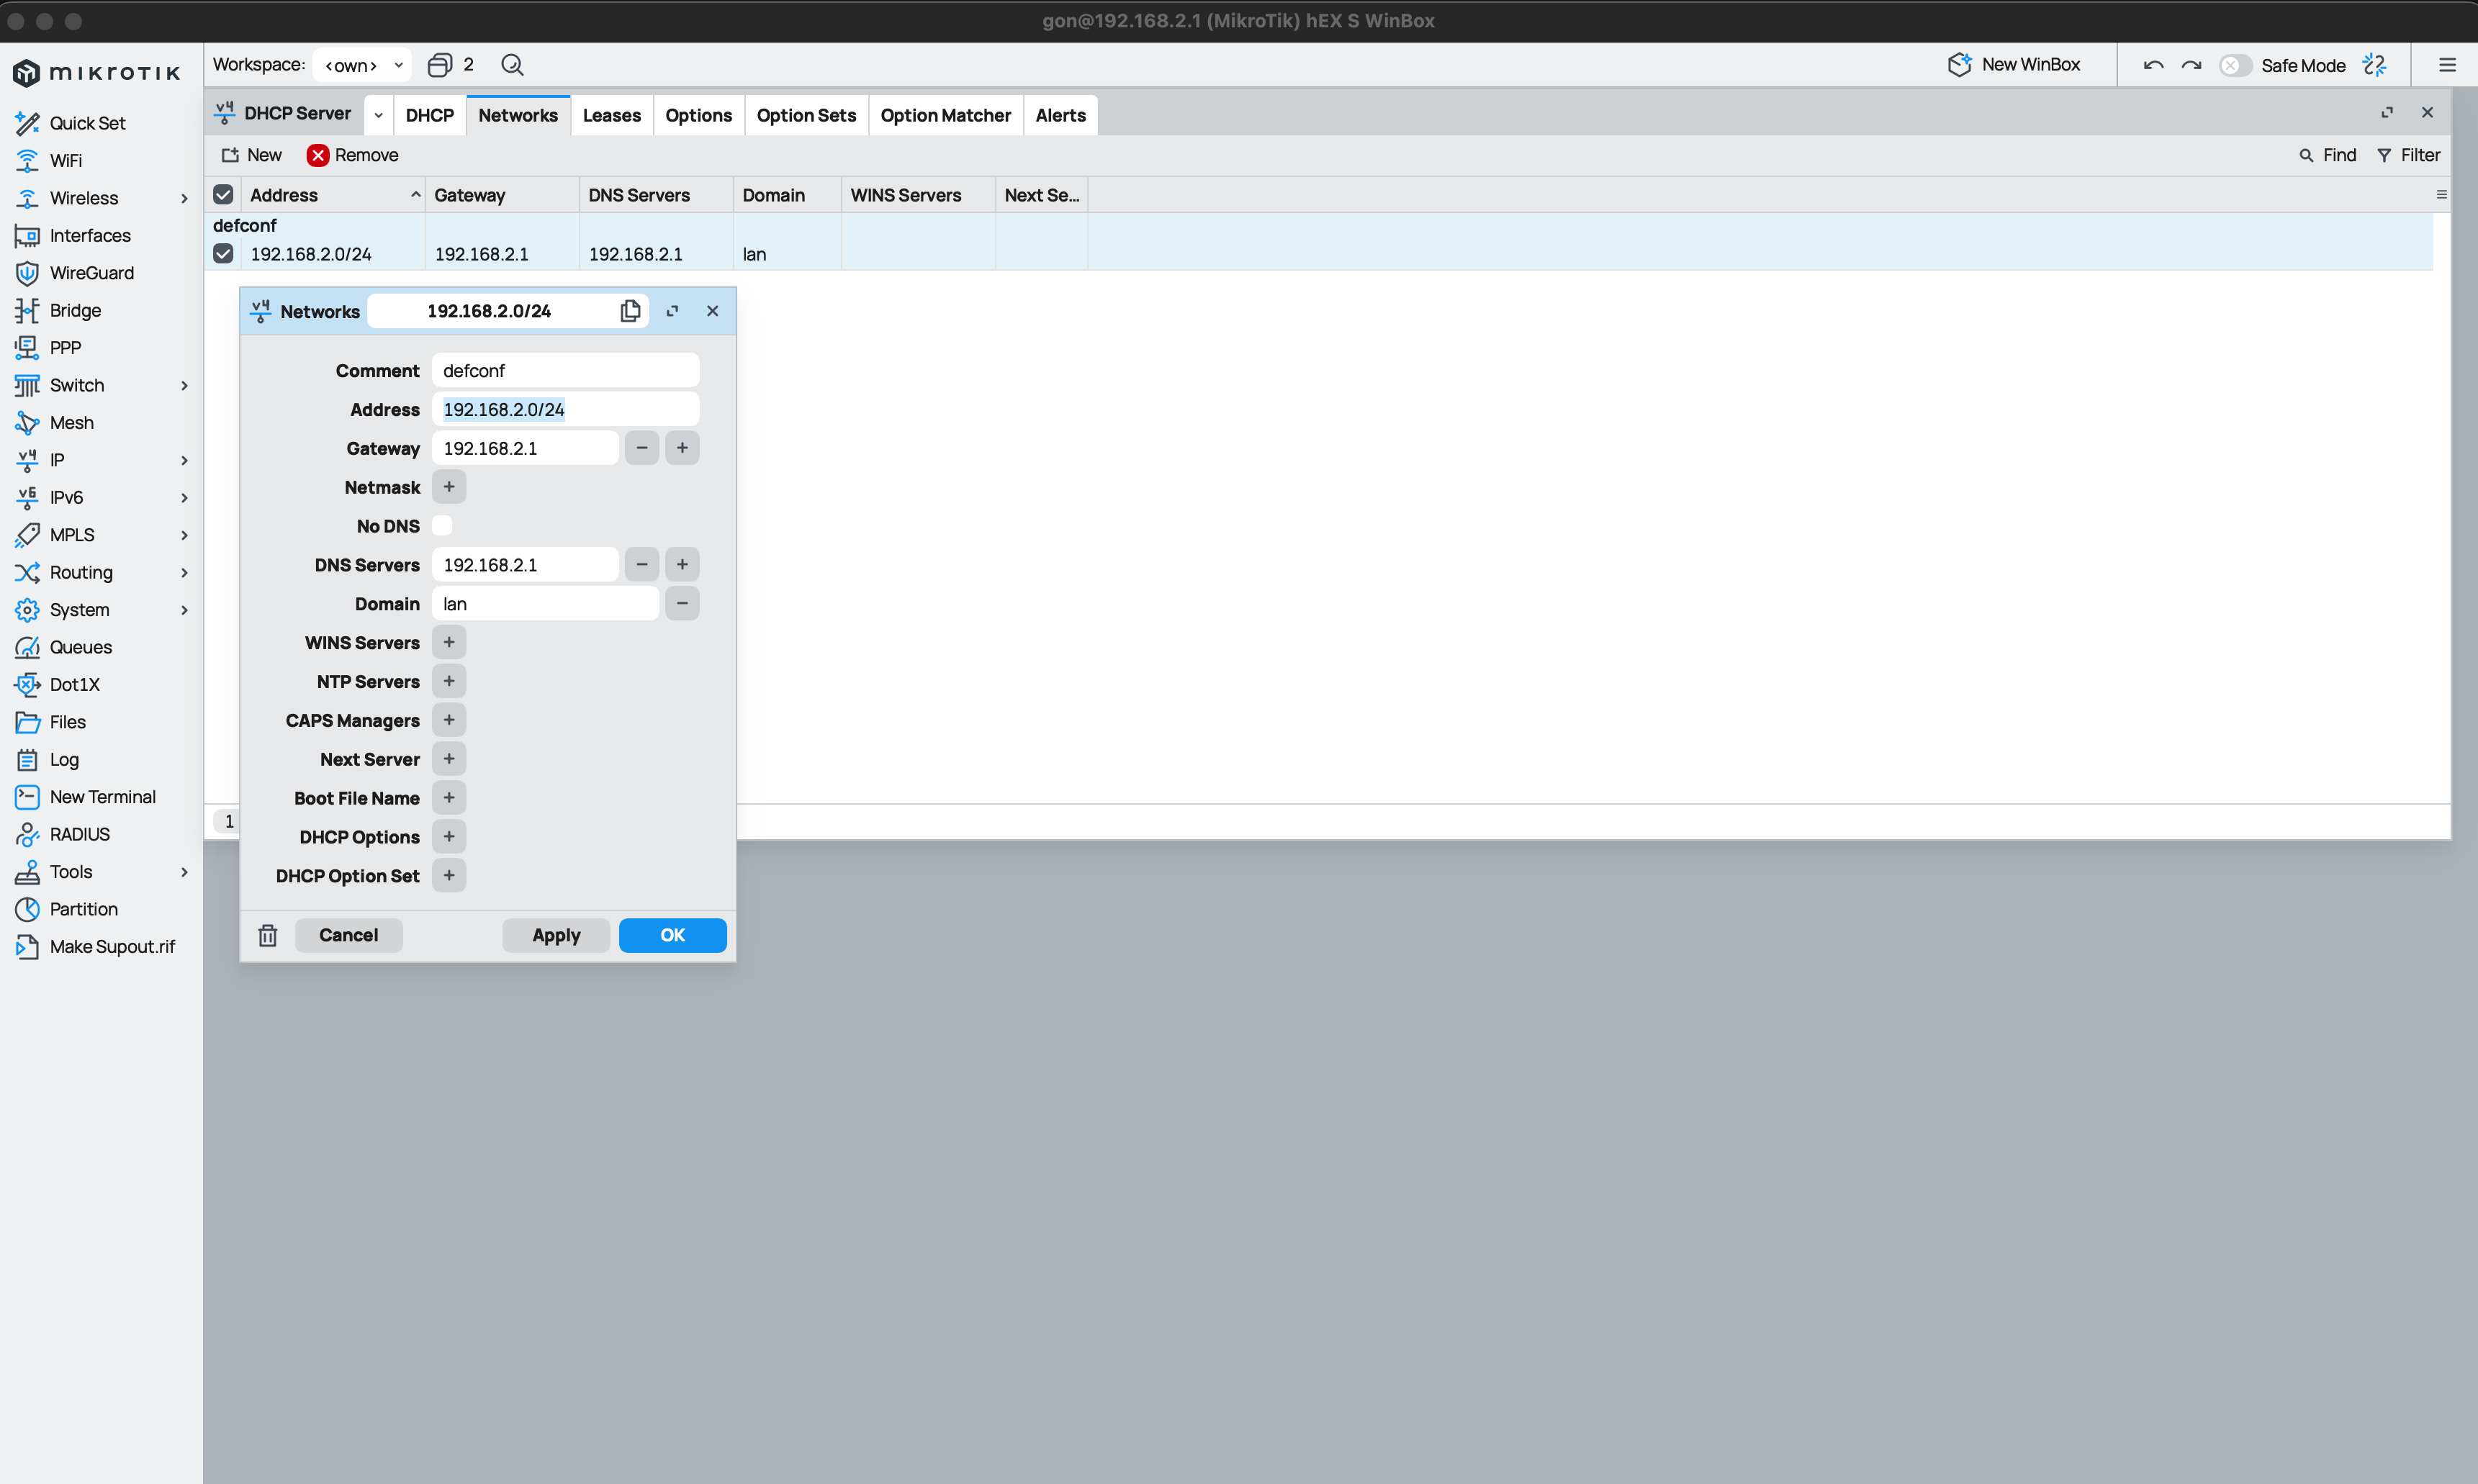 gon@192.168.2.1 (MikroTik) hEX S WinBox
mikrotik
Workspace: <own> 2
New WinBox
Safe Mode
Quick Set
WiFi
Wireless
Interfaces
WireGuard
Bridge
PPP
Switch
Mesh
IP
IPv6
MPLS
Routing
System
Queues
Dot1X
Files
Log
New Terminal
RADIUS
Tools
Partition
Make Supout.rif
DHCP Server DHCP Networks Leases Options Option Sets Option Matcher Alerts
New Remove Find Filter
Address Gateway DNS Servers Domain WINS Servers Next Se...
defconf
192.168.2.0/24 192.168.2.1 192.168.2.1 lan
Networks 192.168.2.0/24
Comment defconf
Address 192.168.2.0/24
Gateway 192.168.2.1 − +
Netmask +
No DNS
DNS Servers 192.168.2.1 − +
Domain lan −
WINS Servers +
NTP Servers +
CAPS Managers +
Next Server +
Boot File Name +
DHCP Options +
DHCP Option Set +
Cancel Apply OK
1